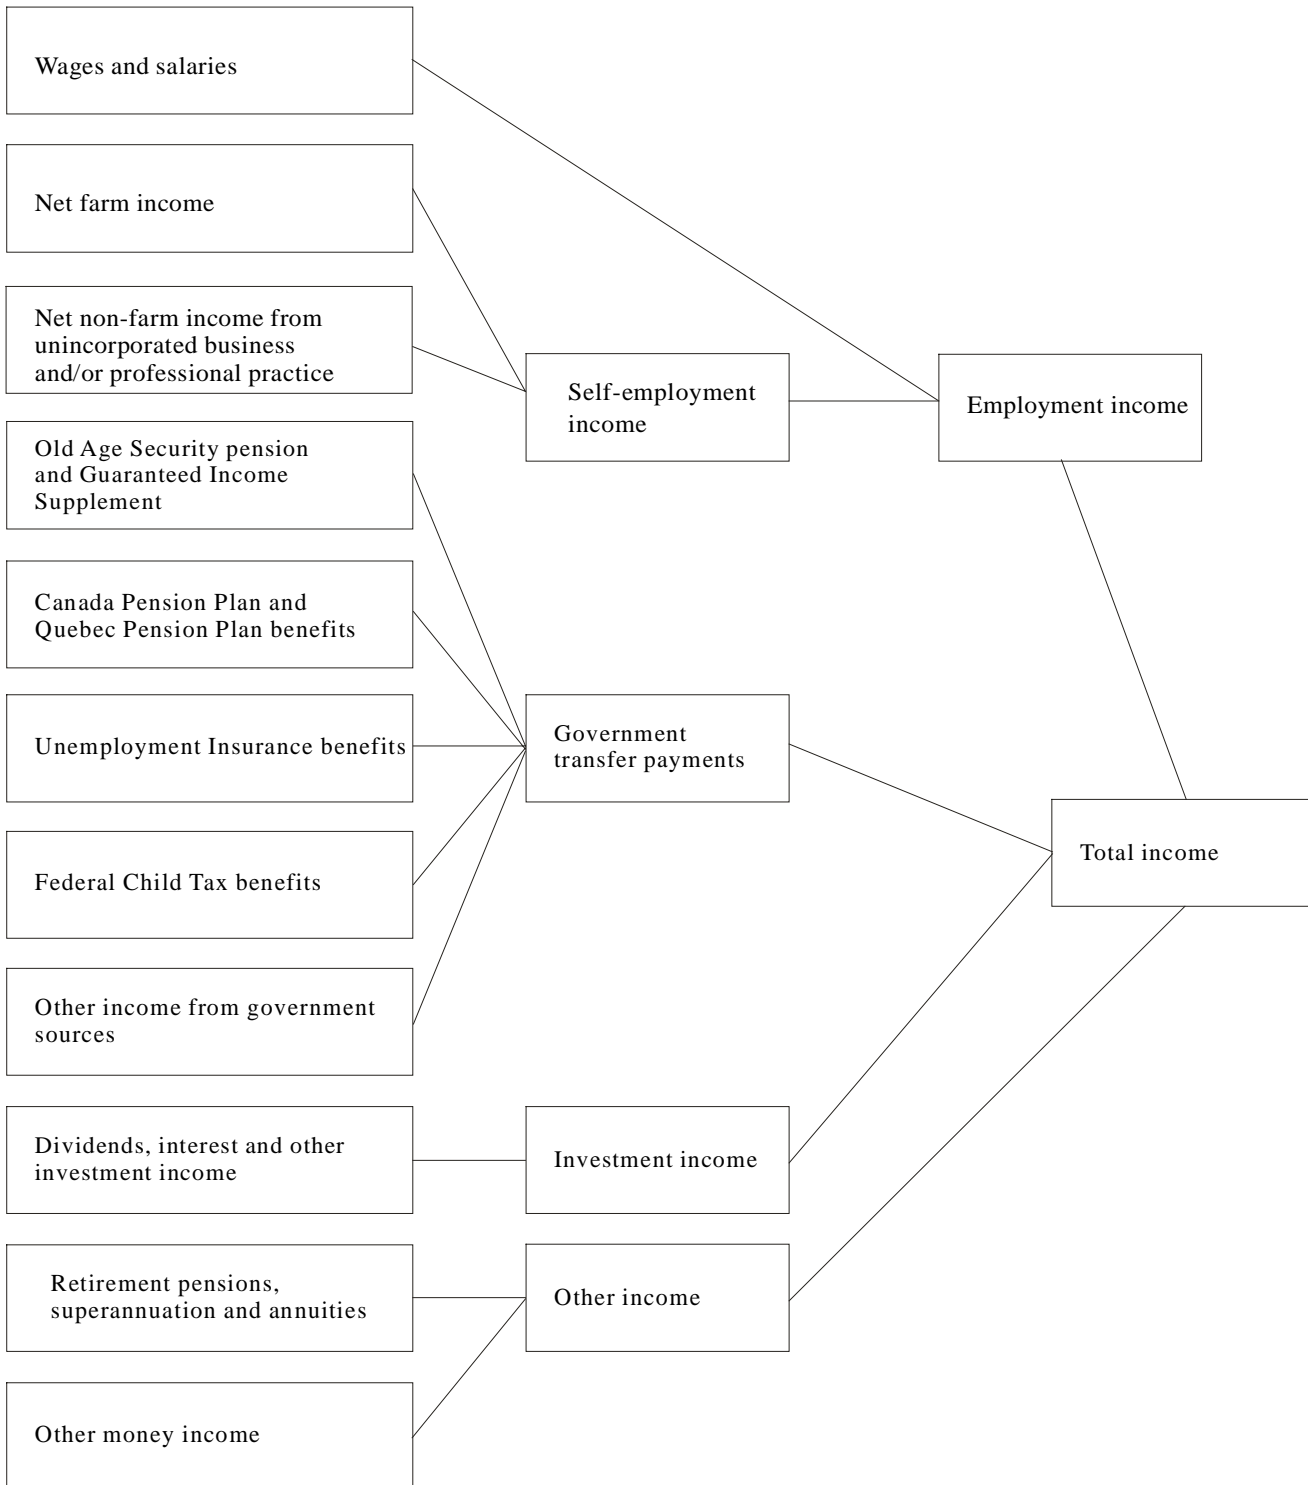 Wages and salaries
Net farm income
Net non-farm income from
unincorporated business
and/or professional practice
Self-employment
income
Employment income
Old Age Security pension
and Guaranteed Income
Supplement
Canada Pension Plan and
Quebec Pension Plan benefits
Unemployment Insurance benefits
Government
transfer payments
Total income
Federal Child Tax benefits
Other income from government
sources
Dividends, interest and other
investment income
Investment income
Retirement pensions,
superannuation and annuities
Other income
Other money income